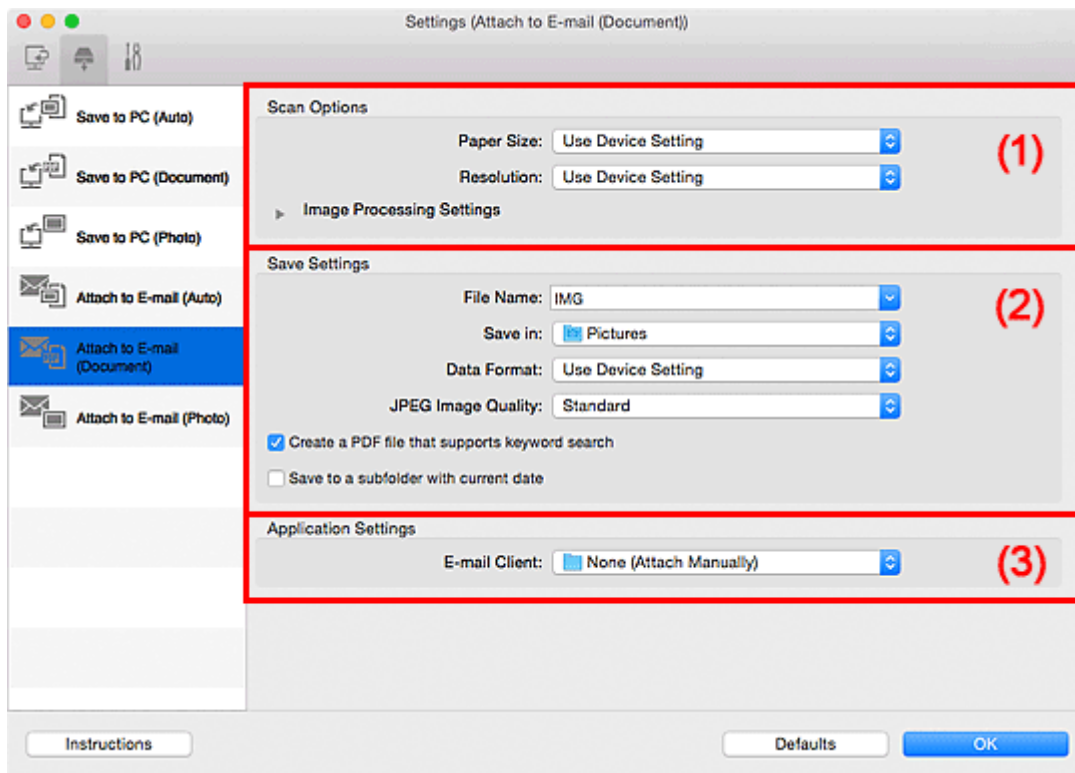 Settings (Attach to E-mail (Document))
Save to PC (Auto)
Save to PC (Document)
Save to PC (Photo)
Attach to E-mail (Auto)
Attach to E-mail
(Document)
Attach to E-mail (Photo)
Scan Options
(1)
Paper Size: Use Device Setting
Resolution: Use Device Setting
Image Processing Settings
Save Settings
(2)
File Name: IMG
Save in: Pictures
Data Format: Use Device Setting
JPEG Image Quality: Standard
Create a PDF file that supports keyword search
Save to a subfolder with current date
Application Settings
(3)
E-mail Client: None (Attach Manually)
Instructions
Defaults
OK